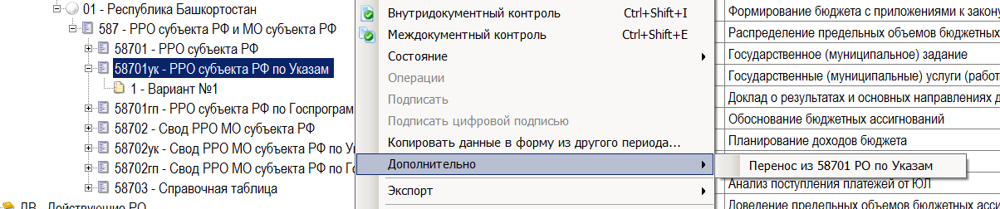 01 - Республика Башкортостан
587 - РРО субъекта РФ и МО субъекта РФ
58701 - РРО субъекта РФ
58701ук - РРО субъекта РФ по Указам
1 - Вариант №1
58701гп - РРО субъекта РФ по Госпрограм
58702 - Свод РРО МО субъекта РФ
58702ук - Свод РРО МО субъекта РФ по Ук
58702гп - Свод РРО МО субъекта РФ по Го
58703 - Справочная таблица
ДР - Действующие РО
Внутридокументный контроль Ctrl+Shift+I
Междокументный контроль Ctrl+Shift+E
Состояние
Операции
Подписать
Подписать цифровой подписью
Копировать данные в форму из другого периода...
Дополнительно
Экспорт
Перенос из 58701 РО по Указам
Формирование бюджета с приложениями к закону
Распределение предельных объемов бюджетных
Государственное (муниципальное) задание
Государственные (муниципальные) услуги (работ
Доклад о результатах и основных направлениях д
Обоснование бюджетных ассигнований
Планирование доходов бюджета
Анализ поступления платежей от ЮЛ
Доведение предельных объемов бюджетных асси